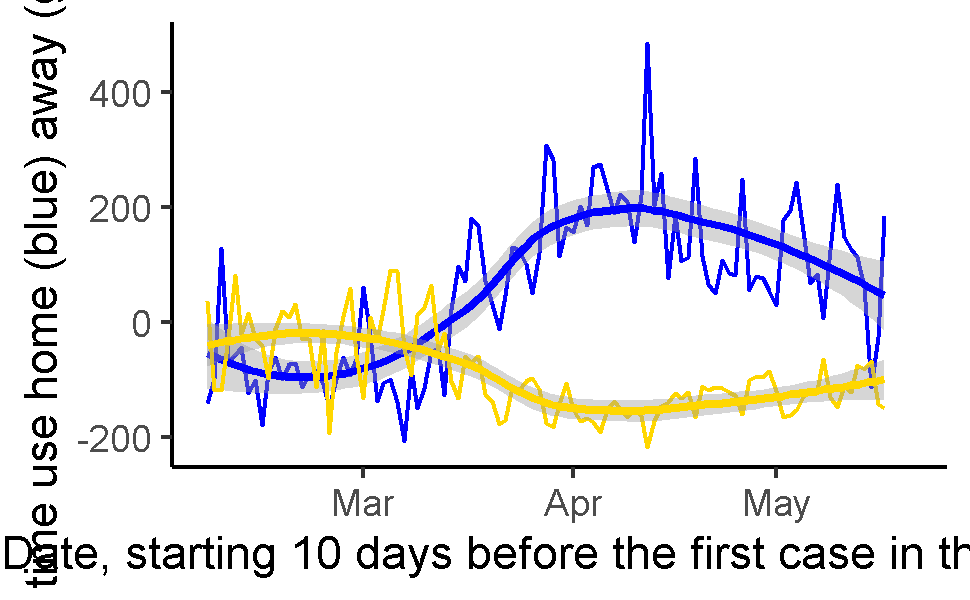 time use home (blue) away (
400
200
0
-200
Mar Apr May
Date, starting 10 days before the first case in th